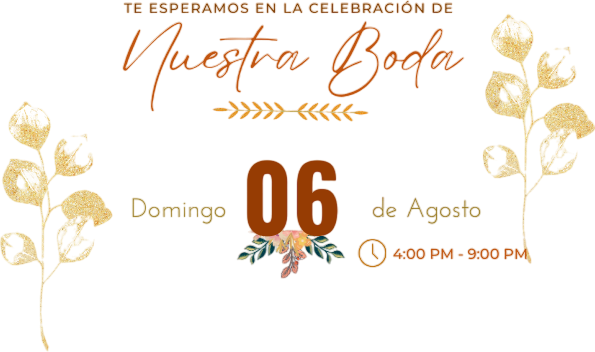 TE ESPERAMOS EN LA CELEBRACIÓN DE
Nuestra Boda
Domingo 06 de Agosto
4:00 PM - 9:00 PM